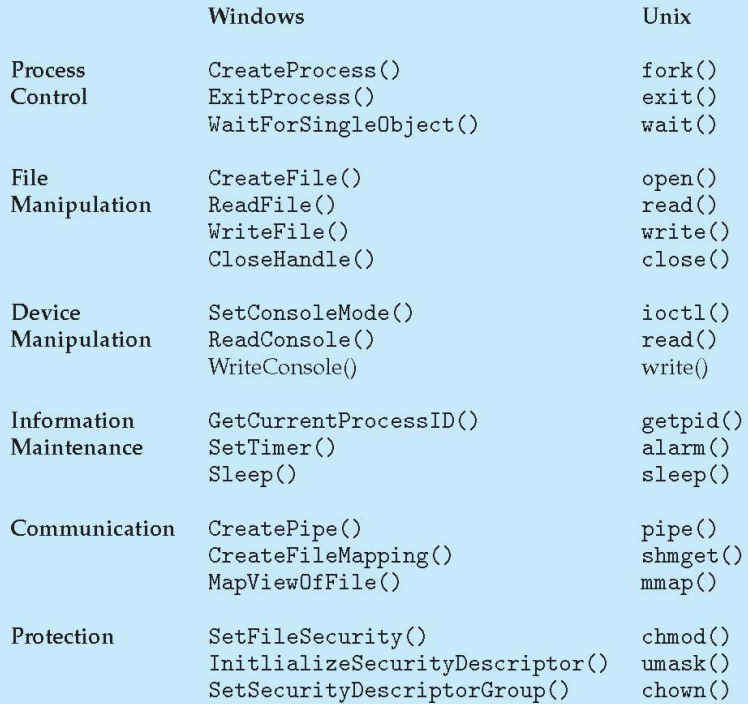 Windows Unix
Process CreateProcess() fork()
Control ExitProcess() exit()
WaitForSingleObject() wait()
File CreateFile() open()
Manipulation ReadFile() read()
WriteFile() write()
CloseHandle() close()
Device SetConsoleMode() ioctl()
Manipulation ReadConsole() read()
WriteConsole() write()
Information GetCurrentProcessID() getpid()
Maintenance SetTimer() alarm()
Sleep() sleep()
Communication CreatePipe() pipe()
CreateFileMapping() shmget()
MapViewOfFile() mmap()
Protection SetFileSecurity() chmod()
InitlializeSecurityDescriptor() umask()
SetSecurityDescriptorGroup() chown()